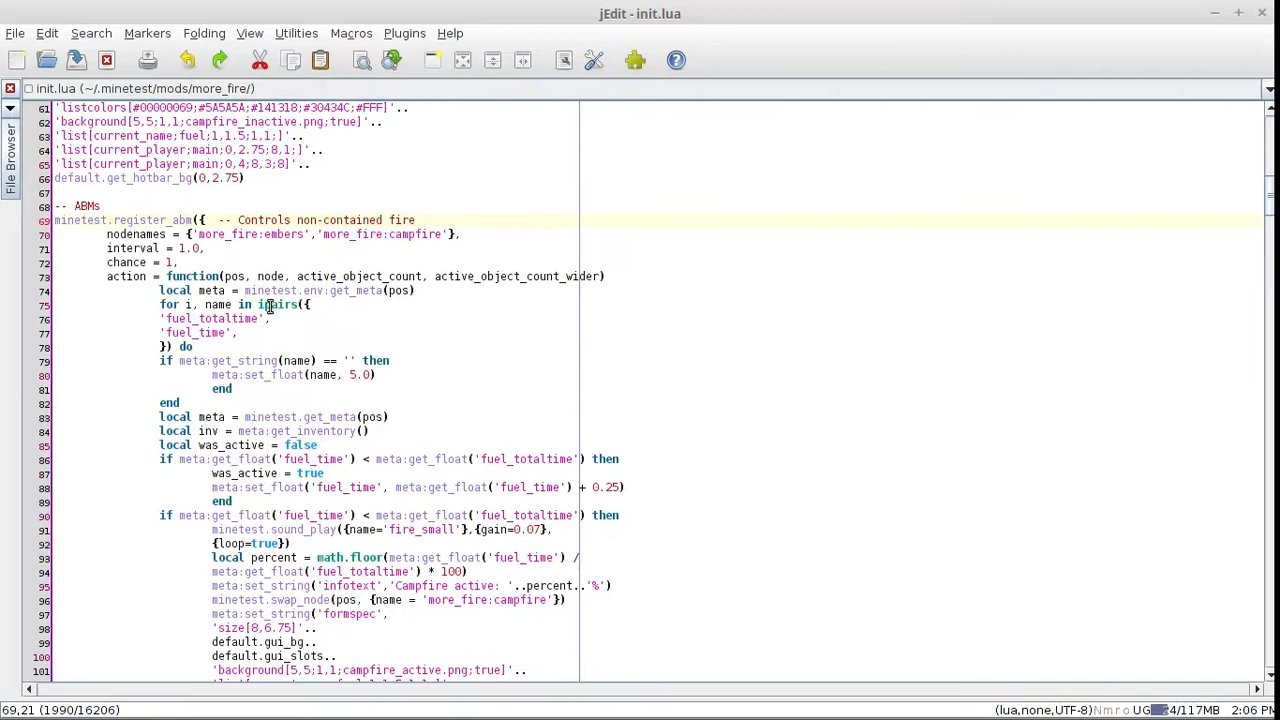 jEdit - init.lua
File Edit Search Markers Folding View Utilities Macros Plugins Help
init.lua (~/.minetest/mods/more_fire/)
File Browser
61 'listcolors[#00000069;#5A5A5A;#141318;#30434C;#FFF]'..
62 'background[5,5;1,1;campfire_inactive.png;true]'..
63 'list[current_name;fuel;1,1.5;1,1;]'..
64 'list[current_player;main;0,2.75;8,1;]'..
65 'list[current_player;main;0,4;8,3;8]'..
66 default.get_hotbar_bg(0,2.75)
67
68 -- ABMs
69 minetest.register_abm({  -- Controls non-contained fire
70 nodenames = {'more_fire:embers','more_fire:campfire'},
71 interval = 1.0,
72 chance = 1,
73 action = function(pos, node, active_object_count, active_object_count_wider)
74 local meta = minetest.env:get_meta(pos)
75 for i, name in ipairs({
76 'fuel_totaltime',
77 'fuel_time',
78 }) do
79 if meta:get_string(name) == '' then
80 meta:set_float(name, 5.0)
81 end
82 end
83 local meta = minetest.get_meta(pos)
84 local inv = meta:get_inventory()
85 local was_active = false
86 if meta:get_float('fuel_time') < meta:get_float('fuel_totaltime') then
87 was_active = true
88 meta:set_float('fuel_time', meta:get_float('fuel_time') + 0.25)
89 end
90 if meta:get_float('fuel_time') < meta:get_float('fuel_totaltime') then
91 minetest.sound_play({name='fire_small'},{gain=0.07},
92 {loop=true})
93 local percent = math.floor(meta:get_float('fuel_time') /
94 meta:get_float('fuel_totaltime') * 100)
95 meta:set_string('infotext','Campfire active: '..percent..'%')
96 minetest.swap_node(pos, {name = 'more_fire:campfire'})
97 meta:set_string('formspec',
98 'size[8,6.75]'..
99 default.gui_bg..
100 default.gui_slots..
101 'background[5,5;1,1;campfire_active.png;true]'..
69,21 (1990/16206) (lua,none,UTF-8)Nmro UG 24/117MB 2:06 PM